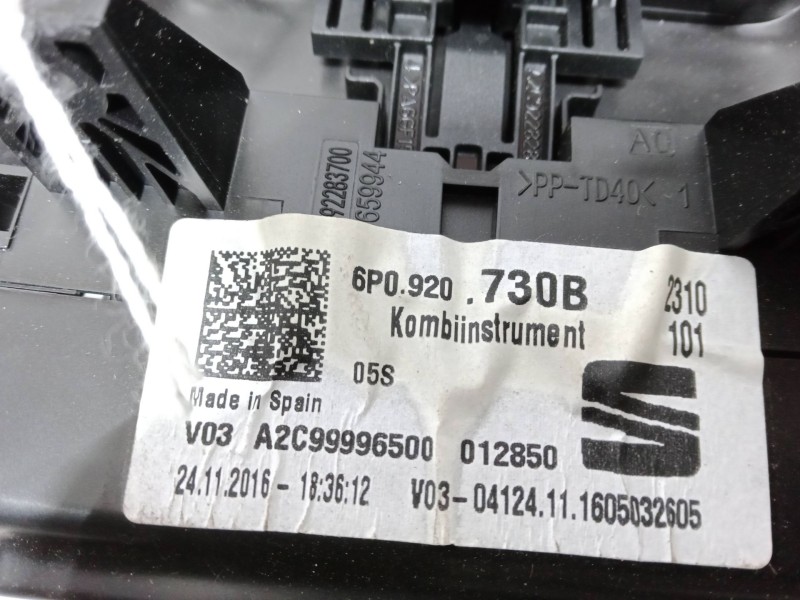 AG
>PP-TD40< 1
92283700
659944
6P0.920 .730B 2310
Kombiinstrument 101
05S
Made in Spain
V03 A2C99996500 012850
24.11.2016 - 18:36:12 V03-04124.11.1605032605